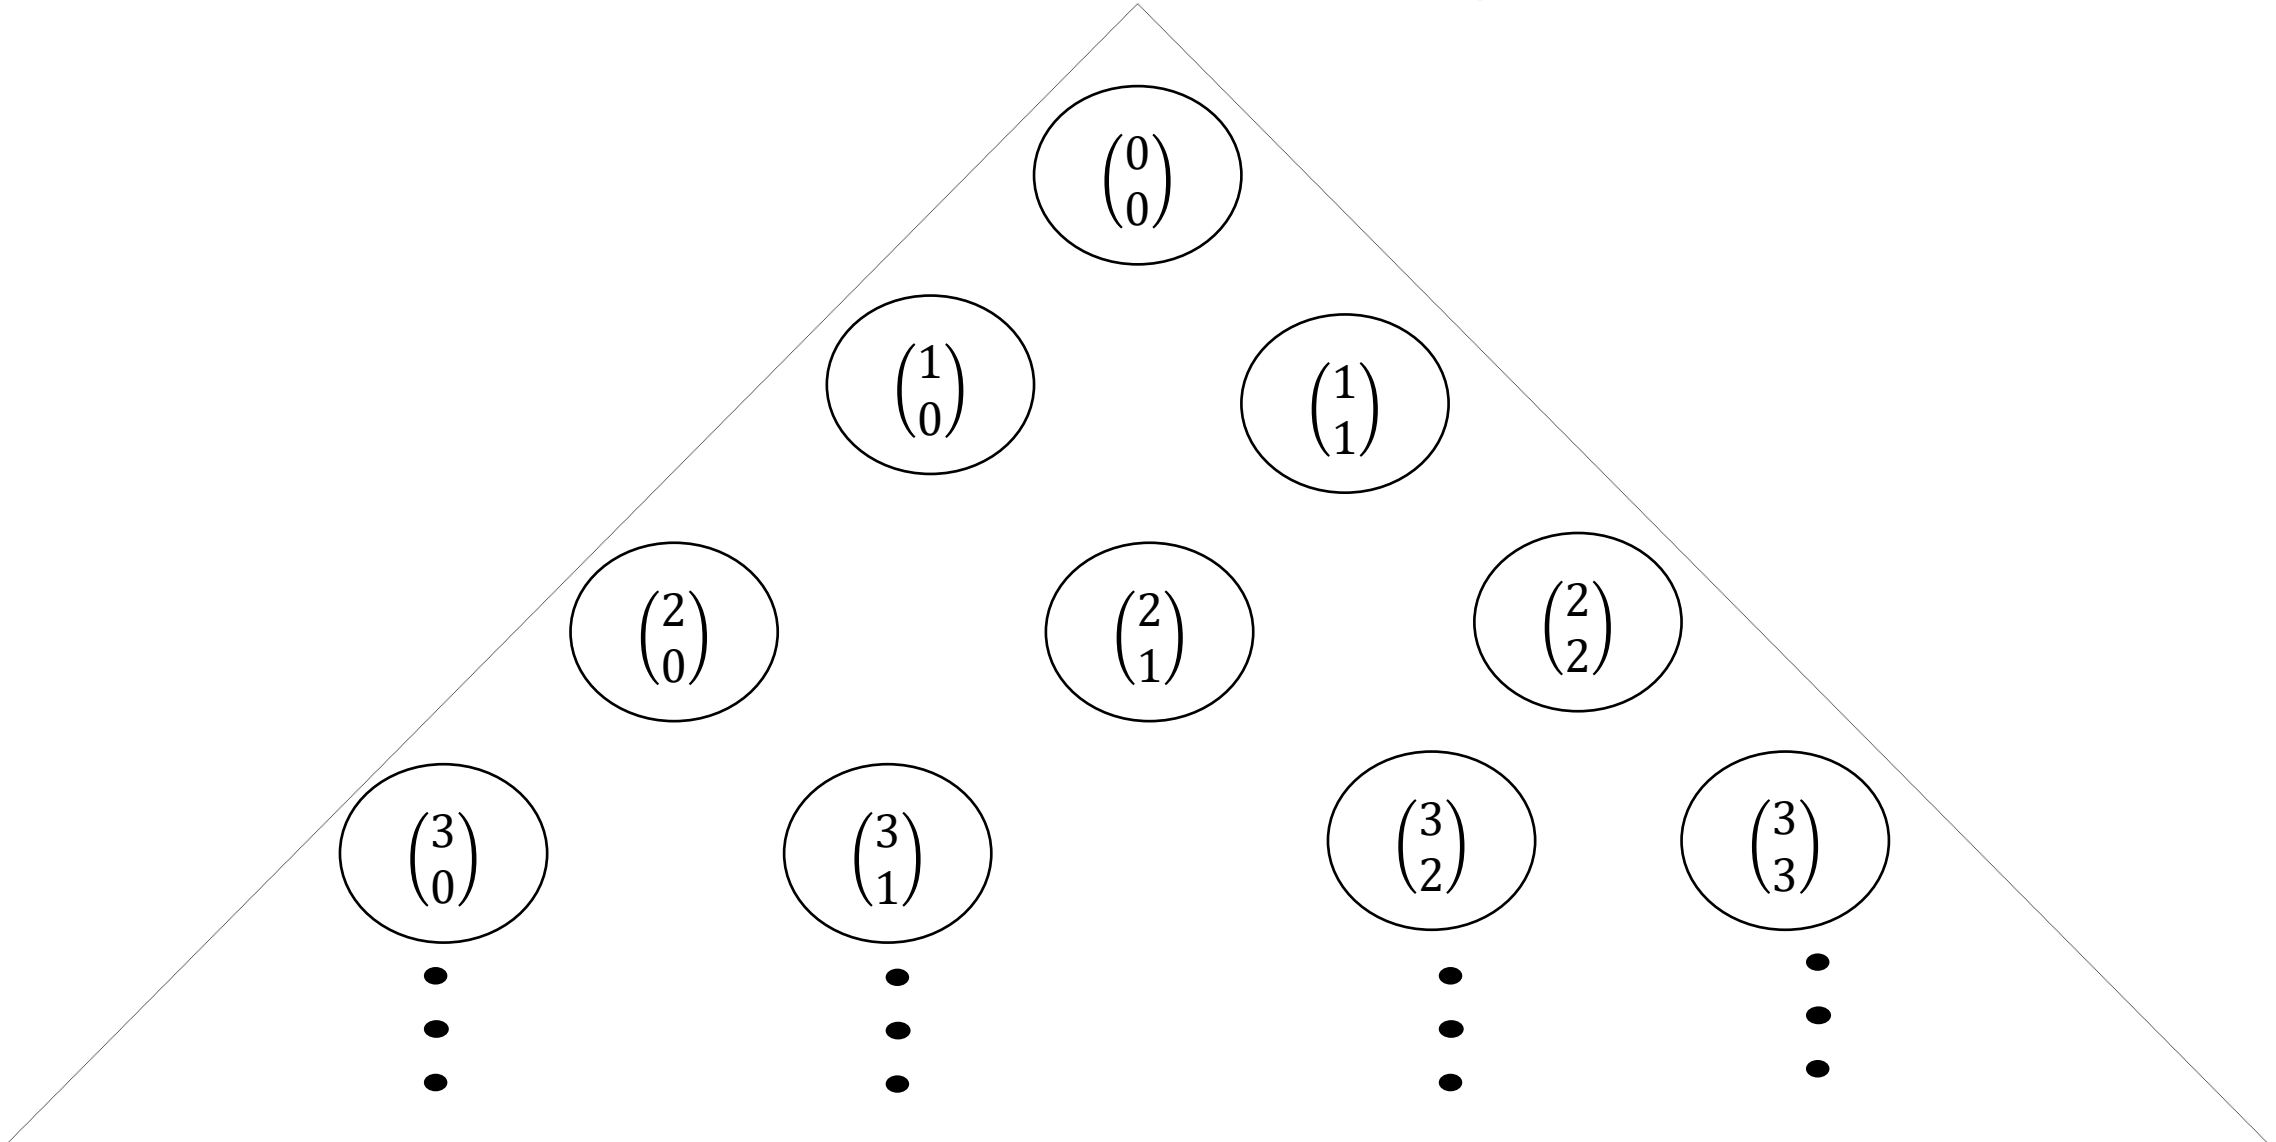 (0 0)
(1 0) (1 1)
(2 0) (2 1) (2 2)
(3 0) (3 1) (3 2) (3 3)